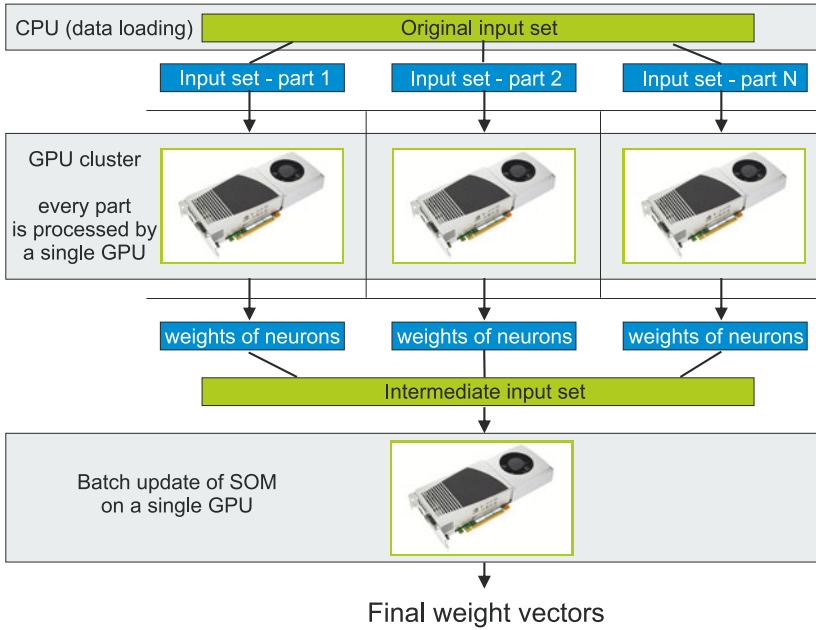 CPU (data loading)
Original input set
Input set - part 1
Input set - part 2
Input set - part N
GPU cluster
every part
is processed by
a single GPU
weights of neurons
weights of neurons
weights of neurons
Intermediate input set
Batch update of SOM
on a single GPU
Final weight vectors